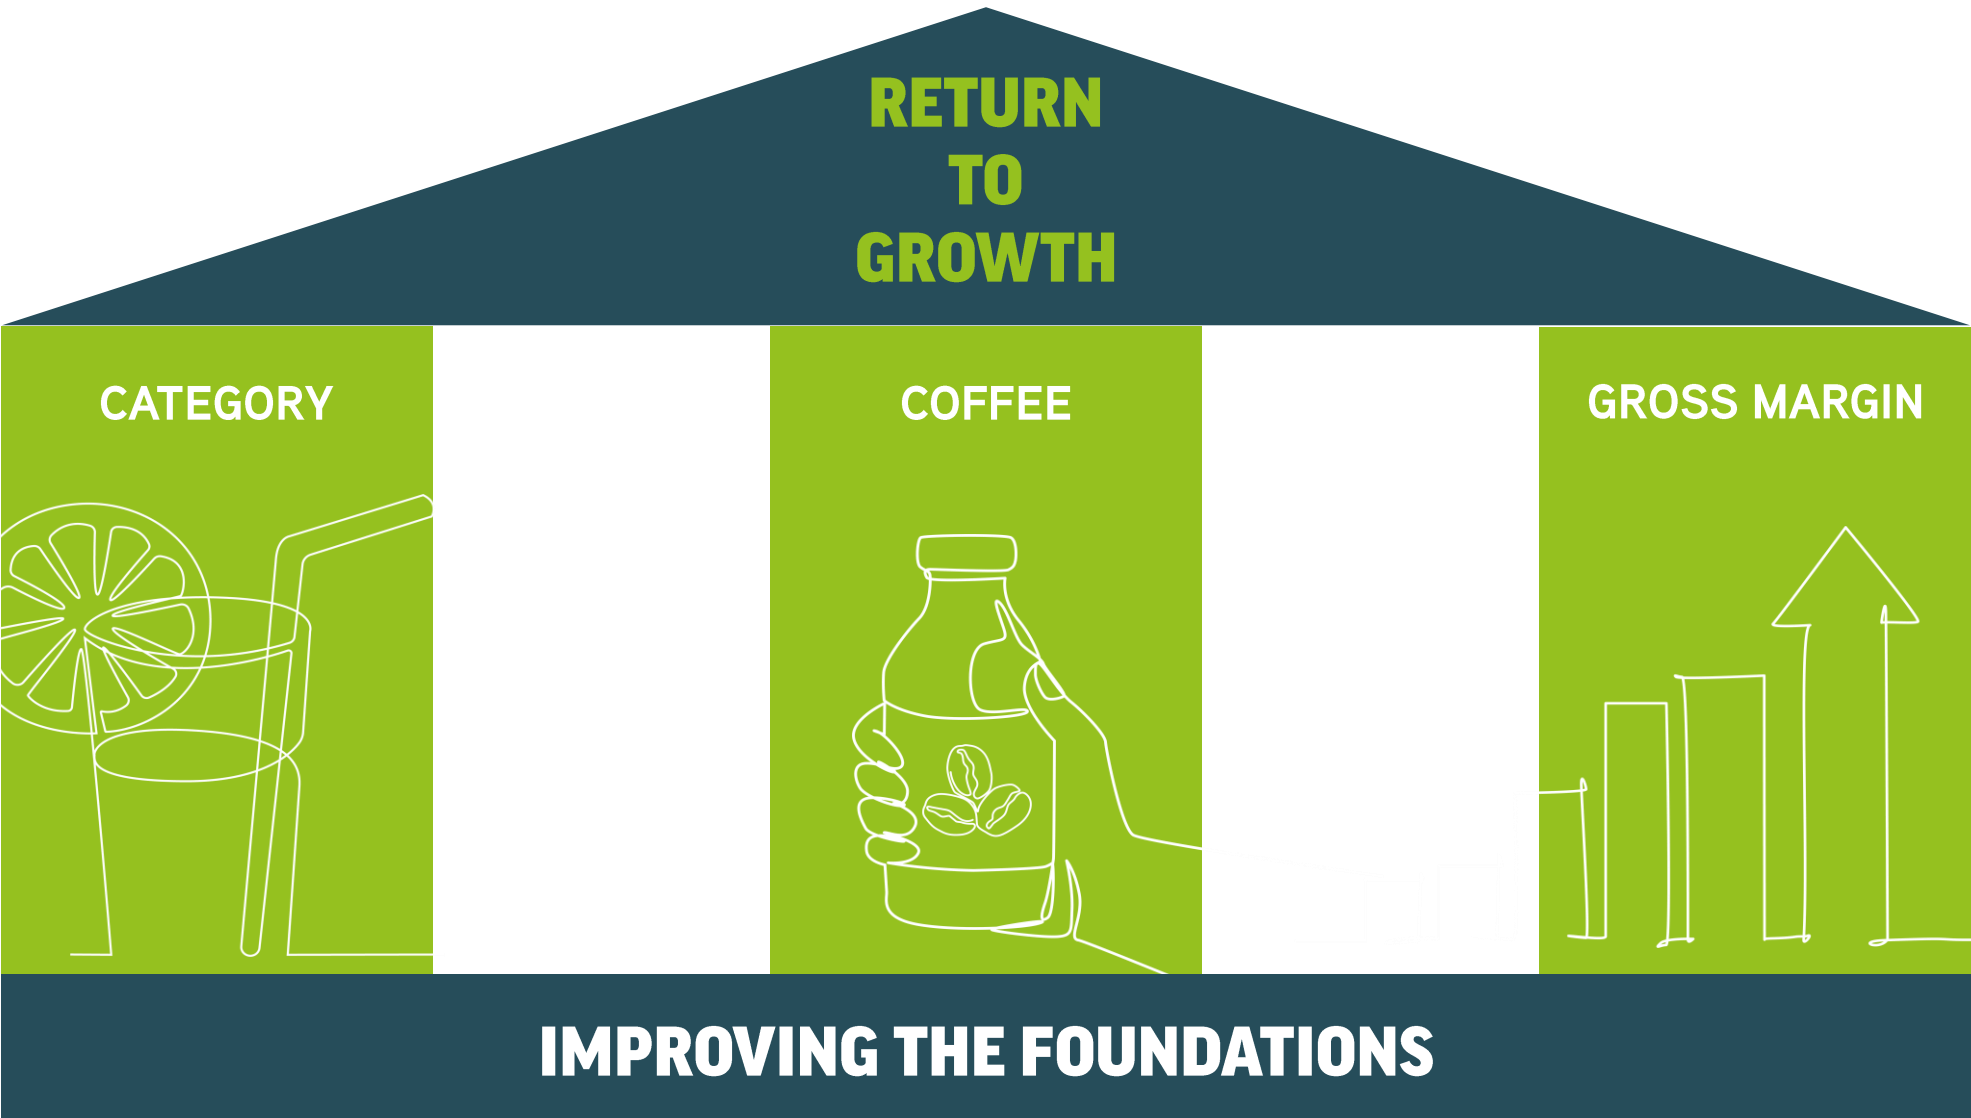 RETURN
TO
GROWTH
CATEGORY
COFFEE
GROSS MARGIN
IMPROVING THE FOUNDATIONS